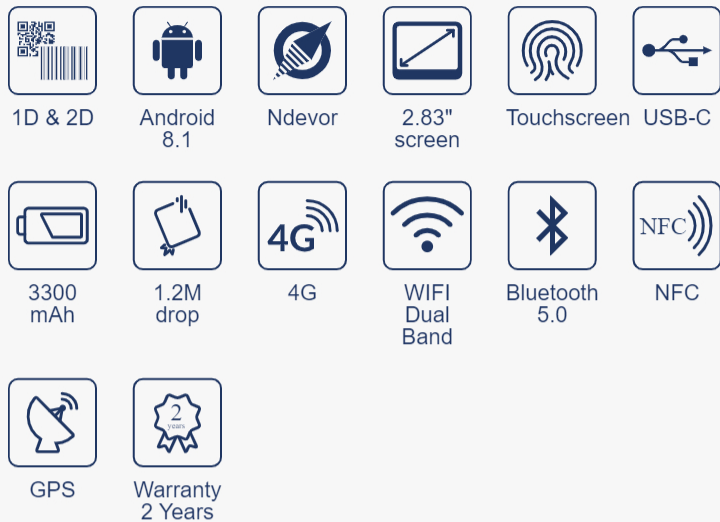 1D & 2D
Android
8.1
Ndevor
2.83"
screen
Touchscreen
USB-C
4G
NFC
3300
mAh
1.2M
drop
4G
WIFI
Dual
Band
Bluetooth
5.0
NFC
2
years
GPS
Warranty
2 Years